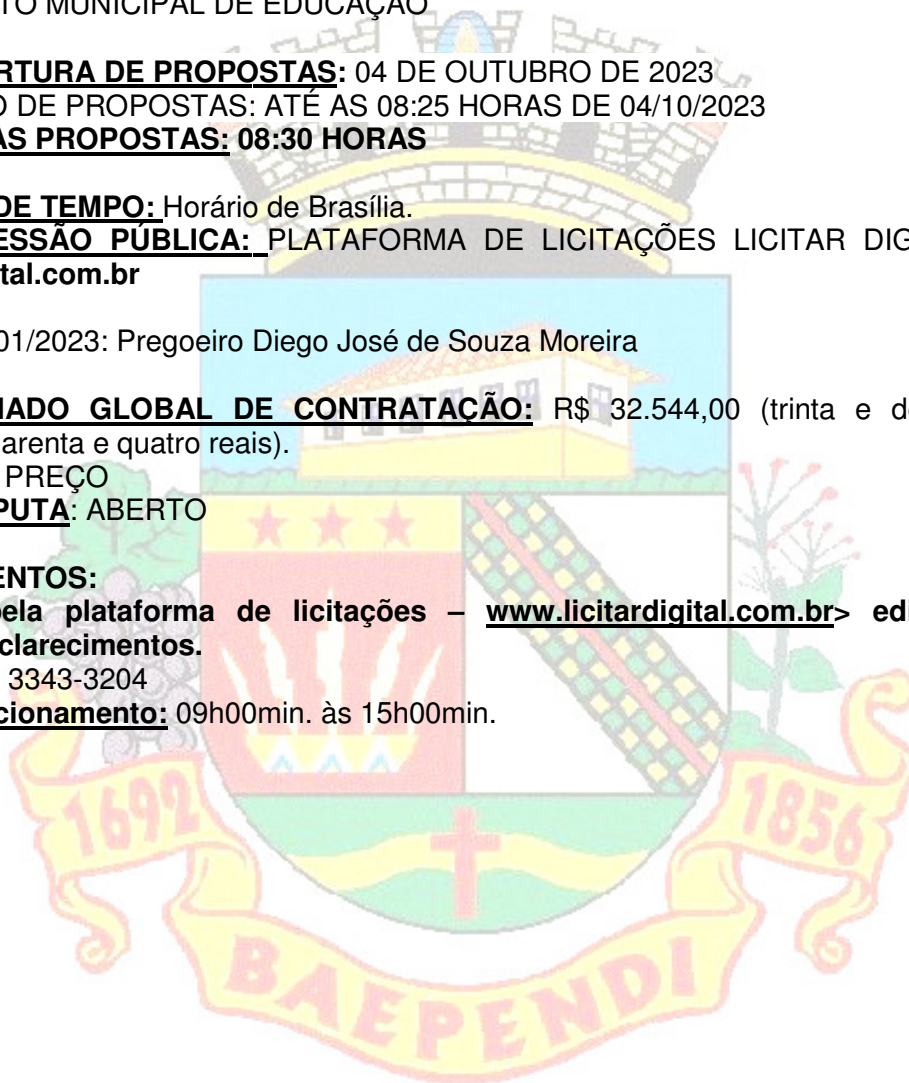 TO MUNICIPAL DE EDUCAÇÃO
RTURA DE PROPOSTAS: 04 DE OUTUBRO DE 2023
O DE PROPOSTAS: ATÉ AS 08:25 HORAS DE 04/10/2023
AS PROPOSTAS: 08:30 HORAS
DE TEMPO: Horário de Brasília.
ESSÃO PÚBLICA: PLATAFORMA DE LICITAÇÕES LICITAR DIG
tal.com.br
01/2023: Pregoeiro Diego José de Souza Moreira
IADO GLOBAL DE CONTRATAÇÃO: R$ 32.544,00 (trinta e d
arenta e quatro reais).
PREÇO
PUTA: ABERTO
ENTOS:
pela plataforma de licitações – www.licitardigital.com.br> edi
clarecimentos.
3343-3204
cionamento: 09h00min. às 15h00min.
1692
1856
BAEPENDI